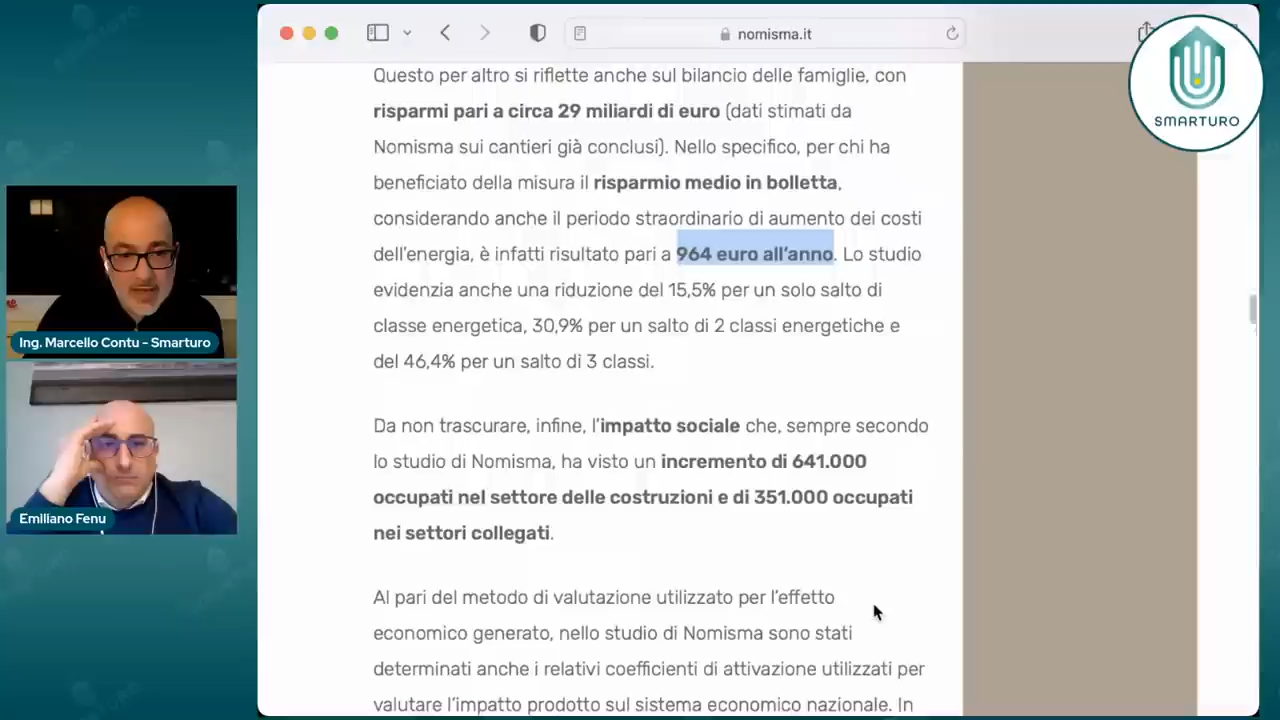 nomisma.it
SMARTURO
Questo per altro si riflette anche sul bilancio delle famiglie, con
risparmi pari a circa 29 miliardi di euro (dati stimati da
Nomisma sui cantieri già conclusi). Nello specifico, per chi ha
beneficiato della misura il risparmio medio in bolletta,
considerando anche il periodo straordinario di aumento dei costi
dell'energia, è infatti risultato pari a 964 euro all'anno. Lo studio
evidenzia anche una riduzione del 15,5% per un solo salto di
classe energetica, 30,9% per un salto di 2 classi energetiche e
del 46,4% per un salto di 3 classi.
Da non trascurare, infine, l'impatto sociale che, sempre secondo
lo studio di Nomisma, ha visto un incremento di 641.000
occupati nel settore delle costruzioni e di 351.000 occupati
nei settori collegati.
Al pari del metodo di valutazione utilizzato per l'effetto
economico generato, nello studio di Nomisma sono stati
determinati anche i relativi coefficienti di attivazione utilizzati per
valutare l'impatto prodotto sul sistema economico nazionale. In
Ing. Marcello Contu - Smarturo
Emiliano Fenu